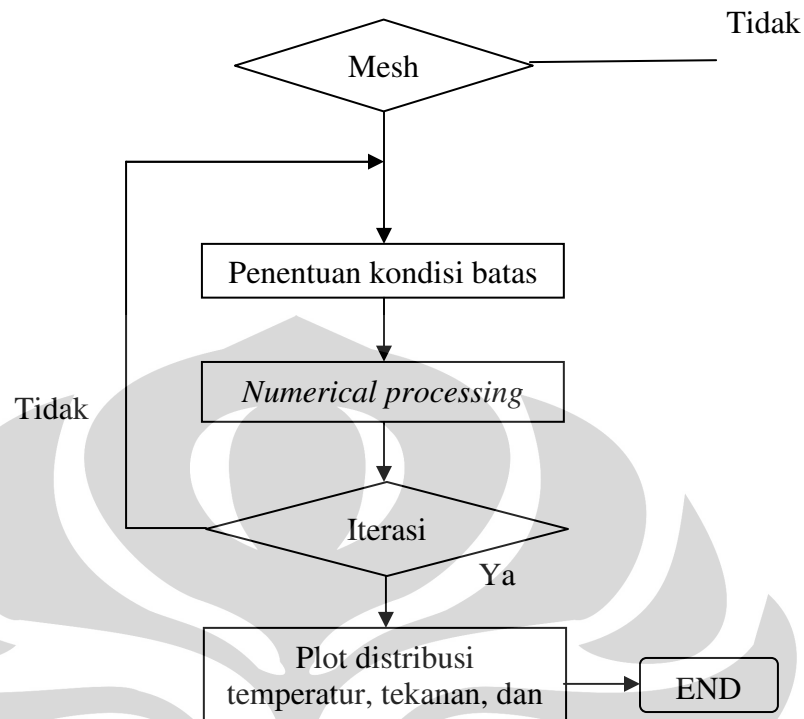 Tidak
Mesh
Penentuan kondisi batas
Numerical processing
Tidak
Iterasi
Ya
Plot distribusi
temperatur, tekanan, dan
END